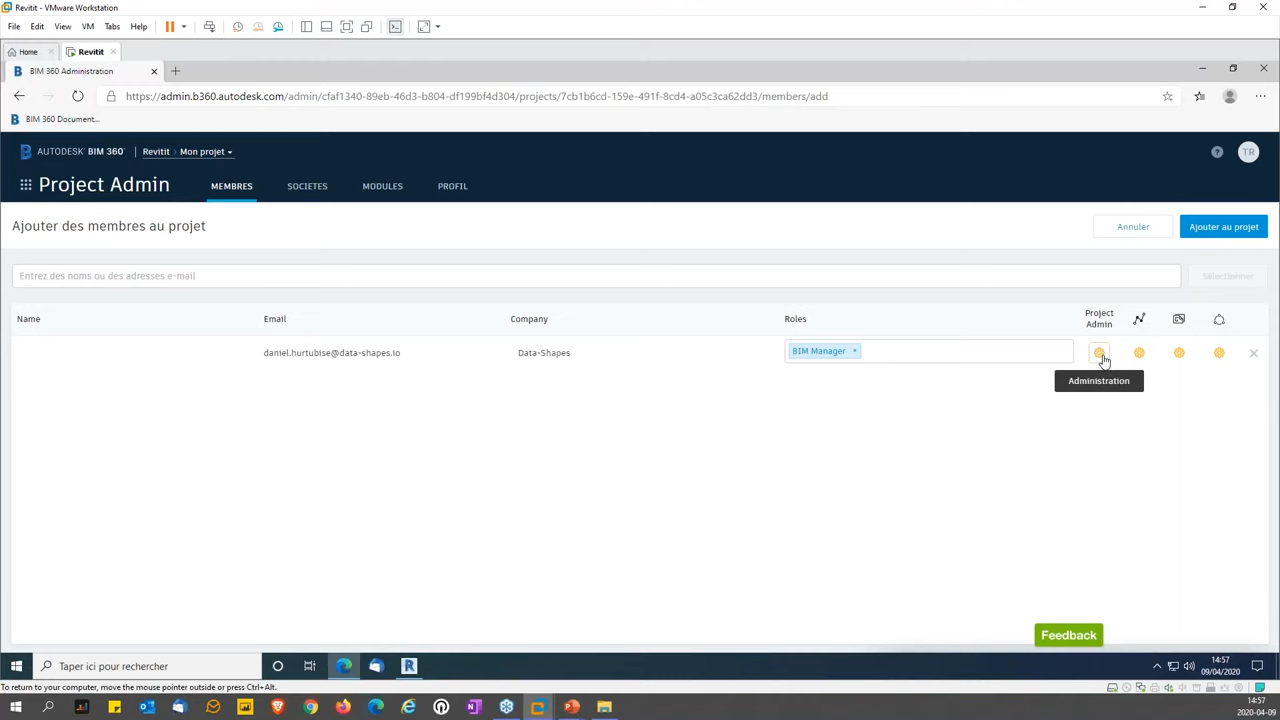 Revitit - VMware Workstation
File Edit View VM Tabs Help
Home Revitit
BIM 360 Administration
https://admin.b360.autodesk.com/admin/cfaf1340-89eb-46d3-b804-df199bf4d304/projects/7cb1b6cd-159e-491f-8cd4-a05c3ca62dd3/members/add
BIM 360 Document...
AUTODESK® BIM 360® Revitit > Mon projet TR
Project Admin MEMBRES SOCIETES MODULES PROFIL
Ajouter des membres au projet Annuler Ajouter au projet
Entrez des noms ou des adresses e-mail Sélectionner
Name Email Company Roles Project Admin
daniel.hurtubise@data-shapes.io Data-Shapes BIM Manager
Administration
Feedback
Taper ici pour rechercher 14:57
09/04/2020
To return to your computer, move the mouse pointer outside or press Ctrl+Alt.
14:57
2020-04-09